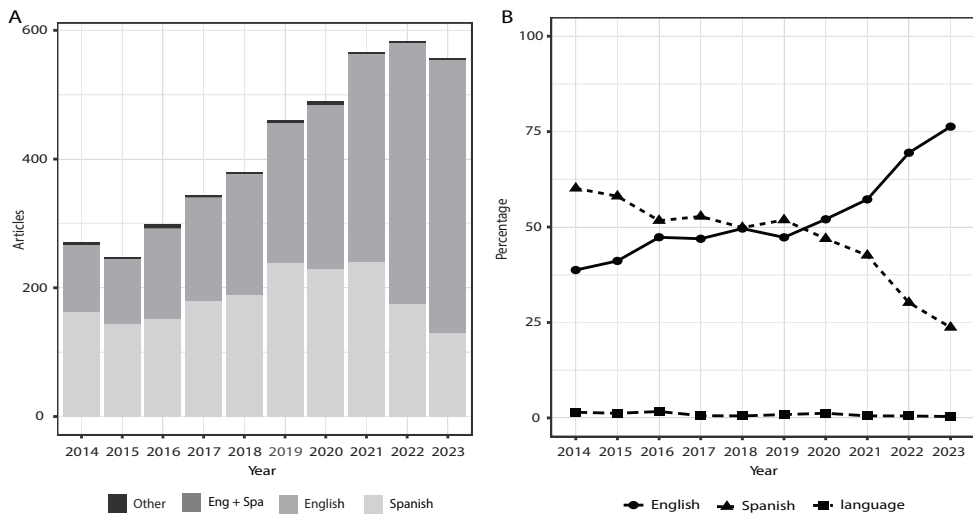 A
600
400
200
0
Articles
2014 2015 2016 2017 2018 2019 2020 2021 2022 2023
Year
Other Eng + Spa English Spanish
B
100
75
50
25
0
Percentage
2014 2015 2016 2017 2018 2019 2020 2021 2022 2023
Year
English Spanish language